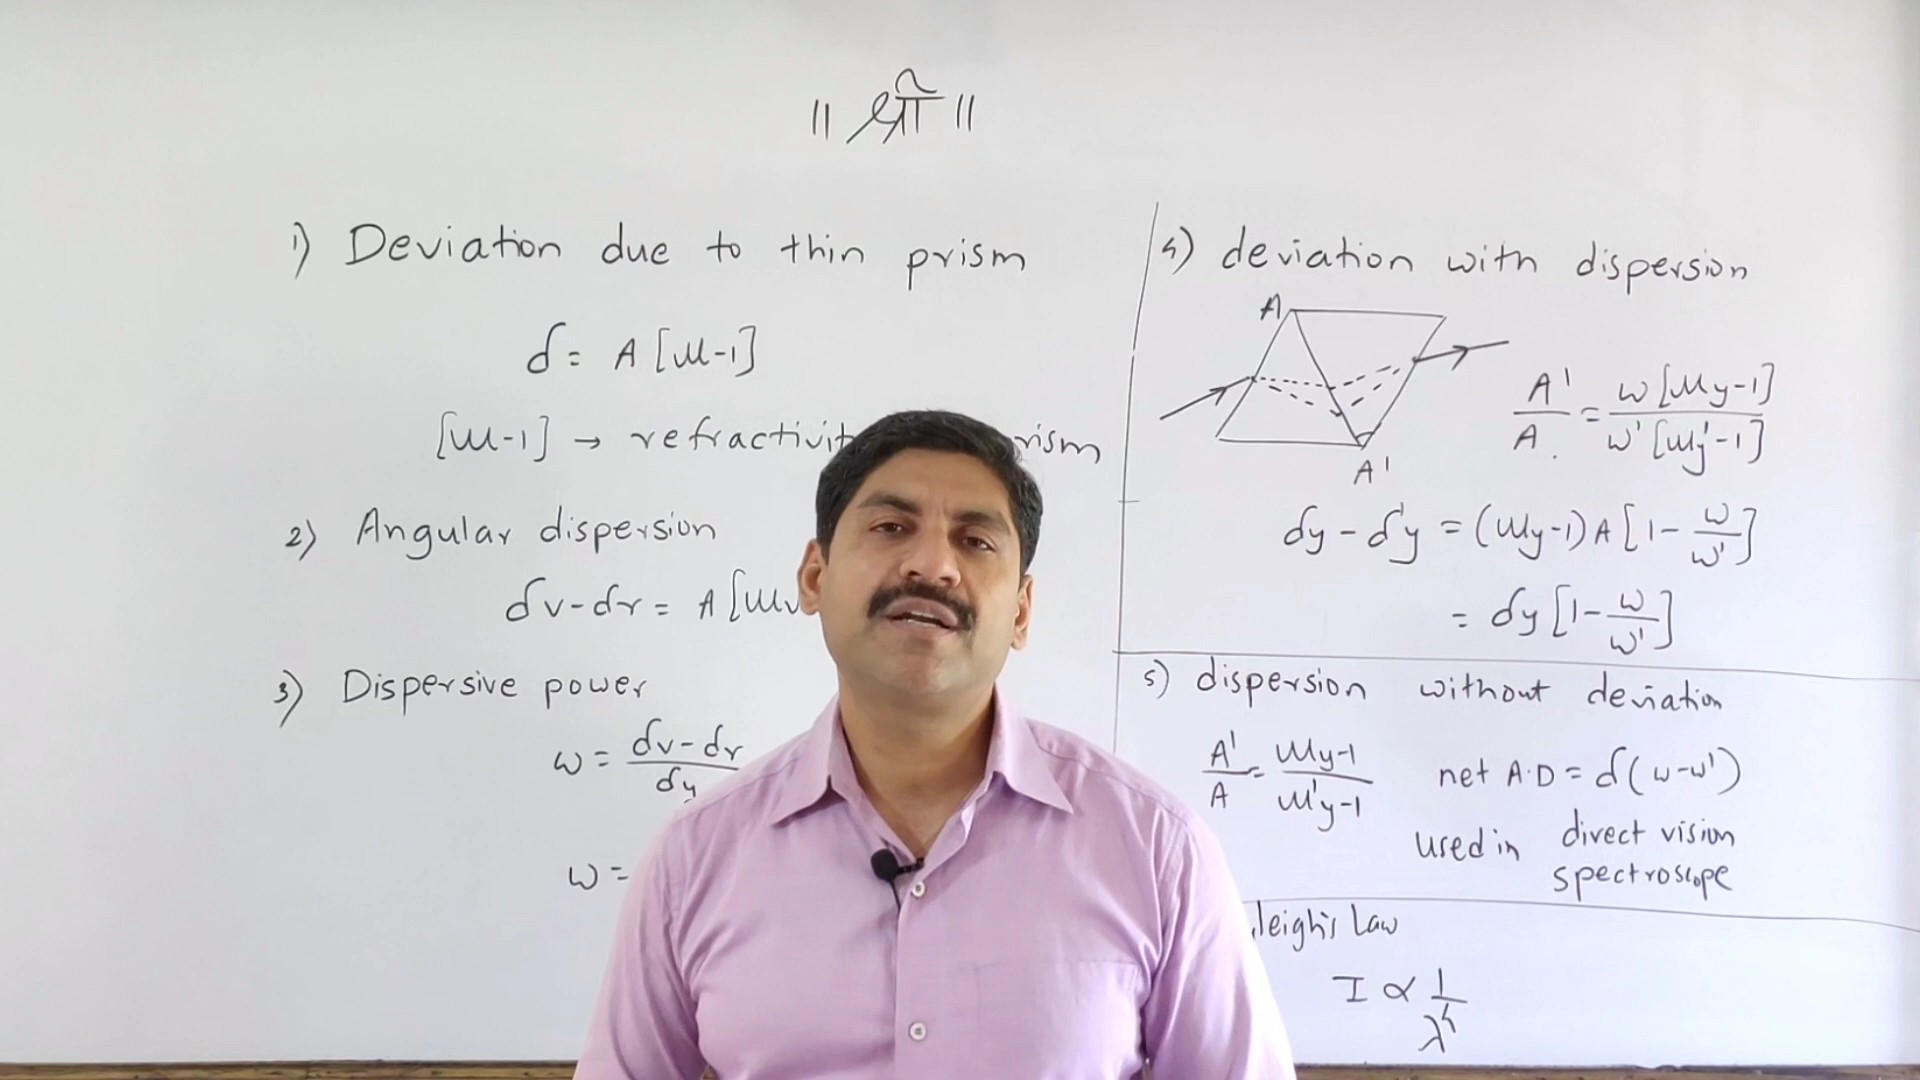 ॥ श्री ॥
1) Deviation due to thin prism
δ = A [μ-1]
[μ-1] → refractivit rism
2) Angular dispersion
δv - δr = A [μv
3) Dispersive power
ω = δv - δr / δy
ω =
4) deviation with dispersion
A
A'
A'/A = ω [μy-1] / ω' [μ'y-1]
δy - δ'y = (μy-1) A [1 - ω/ω']
= δy [1 - ω/ω']
5) dispersion without deviation
A'/A = μy-1 / μ'y-1
net A.D = δ(ω-ω')
used in direct vision
spectroscope
leigh's Law
I ∝ 1/λ⁴